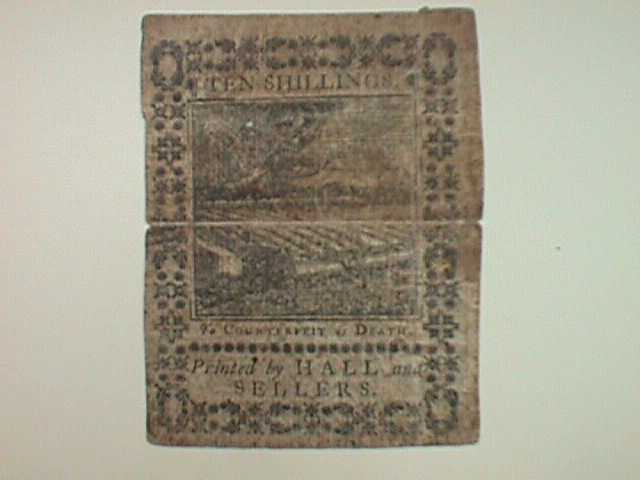 TEN SHILLINGS.
To COUNTERFEIT is DEATH.
Printed by HALL and
SELLERS.